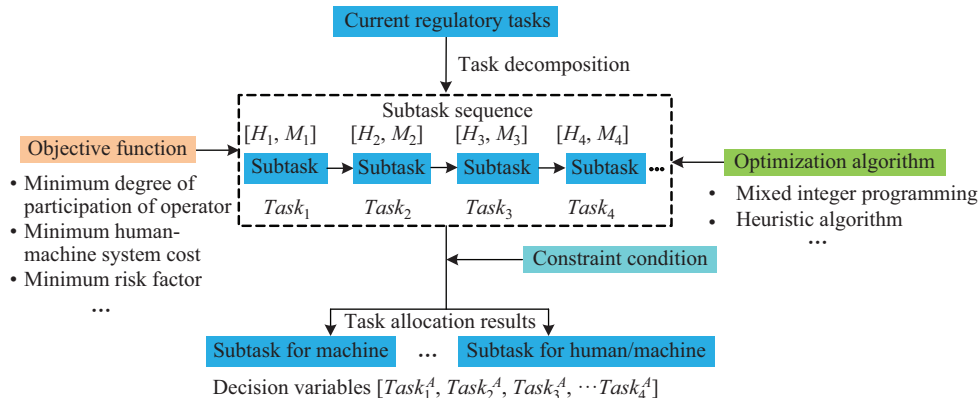 Current regulatory tasks
Task decomposition
Subtask sequence
[H₁, M₁] [H₂, M₂] [H₃, M₃] [H₄, M₄]
Subtask Subtask Subtask Subtask ...
Task₁ Task₂ Task₃ Task₄
Objective function
• Minimum degree of
participation of operator
• Minimum human-
machine system cost
• Minimum risk factor
...
Optimization algorithm
• Mixed integer programming
• Heuristic algorithm
...
Constraint condition
Task allocation results
Subtask for machine ... Subtask for human/machine
Decision variables [Task₁ᴬ, Task₂ᴬ, Task₃ᴬ, ···Task₄ᴬ]